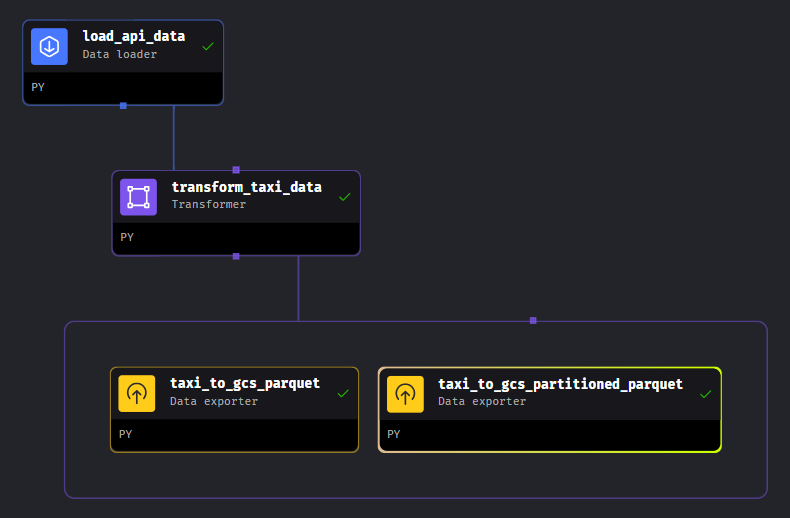 load_api_data
Data loader
PY
transform_taxi_data
Transformer
PY
taxi_to_gcs_parquet
Data exporter
PY
taxi_to_gcs_partitioned_parquet
Data exporter
PY